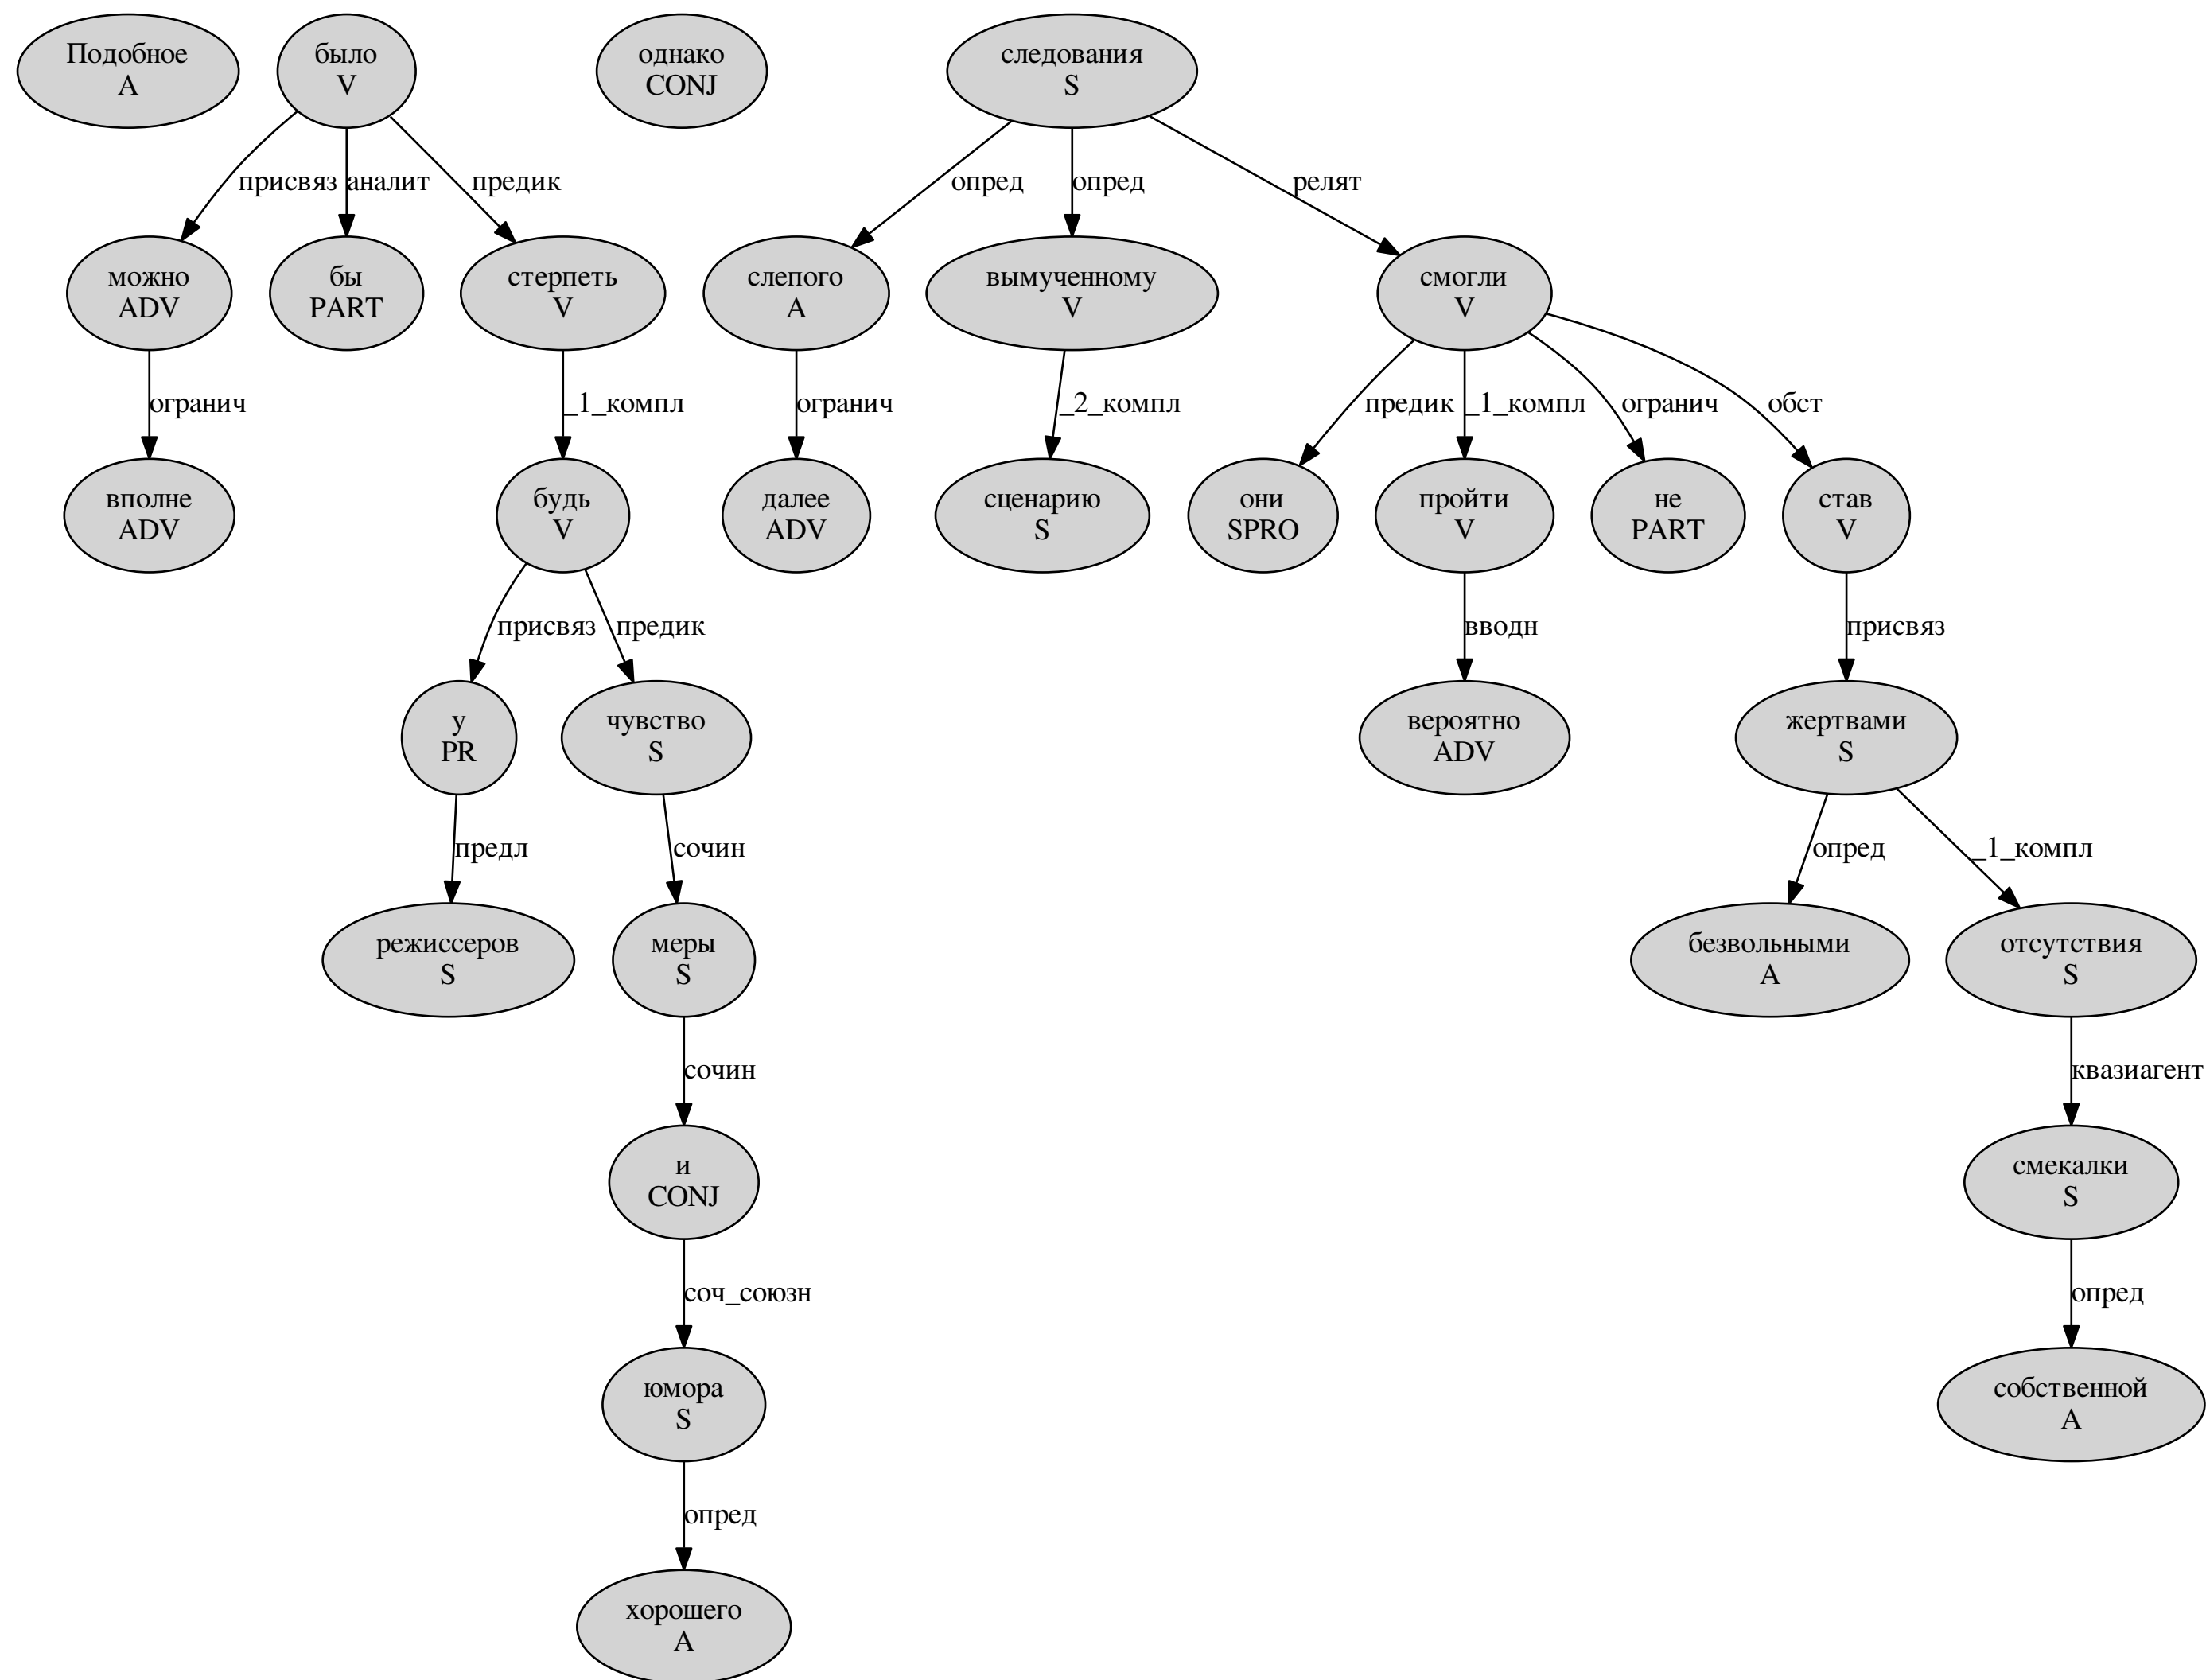 Подобное
A
было
V
однако
CONJ
следования
S
присвяз
аналит
предик
опред
опред
релят
можно
ADV
бы
PART
стерпеть
V
слепого
A
вымученному
V
смогли
V
огранич
_1_компл
огранич
_2_компл
предик
_1_компл
огранич
обст
вполне
ADV
будь
V
далее
ADV
сценарию
S
они
SPRO
пройти
V
не
PART
став
V
присвяз
предик
вводн
присвяз
у
PR
чувство
S
вероятно
ADV
жертвами
S
предл
сочин
опред
_1_компл
режиссеров
S
меры
S
безвольными
A
отсутствия
S
сочин
квазиагент
и
CONJ
смекалки
S
соч_союзн
опред
юмора
S
собственной
A
опред
хорошего
A